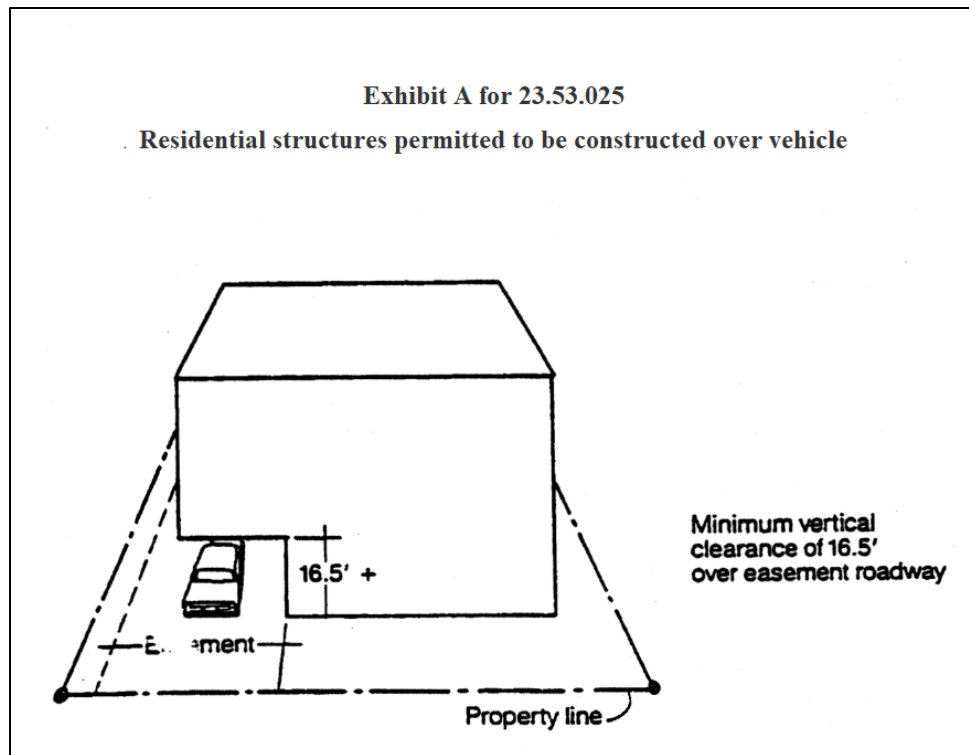 Exhibit A for 23.53.025
Residential structures permitted to be constructed over vehicle
16.5' +
Minimum vertical
clearance of 16.5'
over easement roadway
Property line